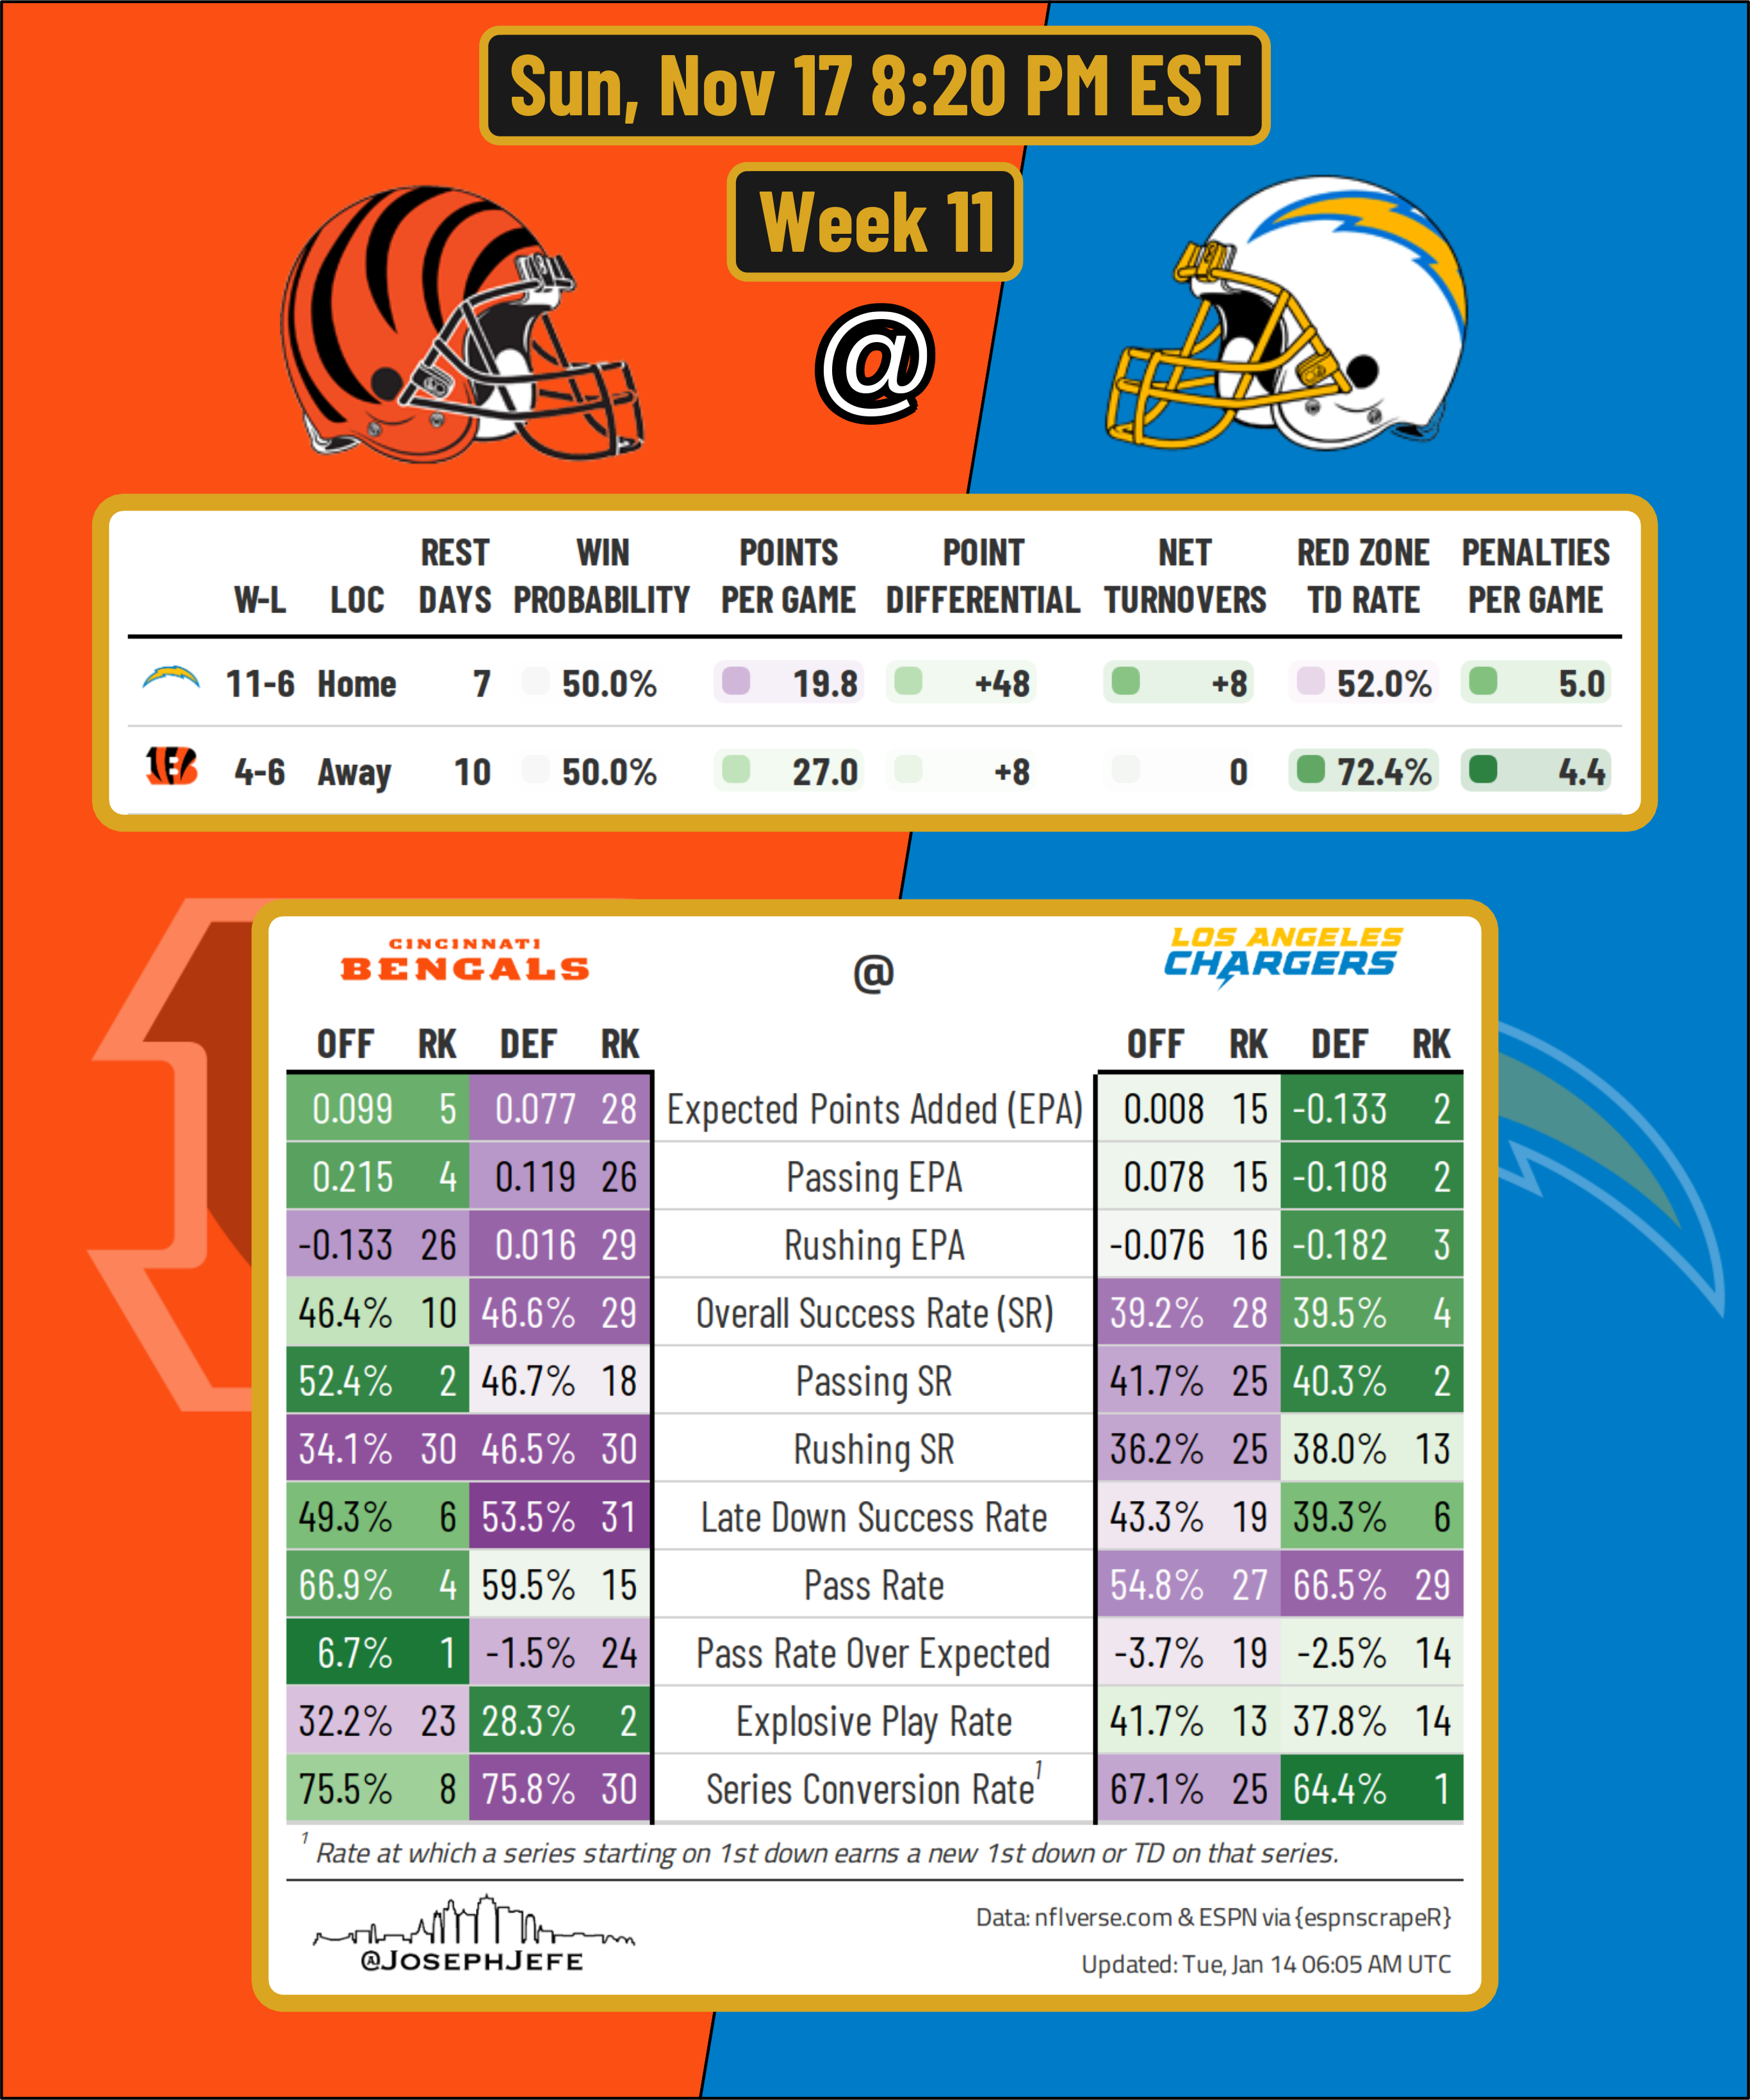 Sun, Nov 17 8:20 PM EST
Week 11
@
REST WIN POINTS POINT NET RED ZONE PENALTIES
W-L LOC DAYS PROBABILITY PER GAME DIFFERENTIAL TURNOVERS TD RATE PER GAME
11-6 Home 7 50.0% 19.8 +48 +8 52.0% 5.0
4-6 Away 10 50.0% 27.0 +8 0 72.4% 4.4
CINCINNATI LOS ANGELES
BENGALS @ CHARGERS
OFF RK DEF RK OFF RK DEF RK
0.099 5 0.077 28 Expected Points Added (EPA) 0.008 15 -0.133 2
0.215 4 0.119 26 Passing EPA 0.078 15 -0.108 2
-0.133 26 0.016 29 Rushing EPA -0.076 16 -0.182 3
46.4% 10 46.6% 29 Overall Success Rate (SR) 39.2% 28 39.5% 4
52.4% 2 46.7% 18 Passing SR 41.7% 25 40.3% 2
34.1% 30 46.5% 30 Rushing SR 36.2% 25 38.0% 13
49.3% 6 53.5% 31 Late Down Success Rate 43.3% 19 39.3% 6
66.9% 4 59.5% 15 Pass Rate 54.8% 27 66.5% 29
6.7% 1 -1.5% 24 Pass Rate Over Expected -3.7% 19 -2.5% 14
32.2% 23 28.3% 2 Explosive Play Rate 41.7% 13 37.8% 14
75.5% 8 75.8% 30 Series Conversion Rate1 67.1% 25 64.4% 1
1 Rate at which a series starting on 1st down earns a new 1st down or TD on that series.
Data: nflverse.com & ESPN via {espnscrapeR}
@JOSEPHJEFE
Updated: Tue, Jan 14 06:05 AM UTC